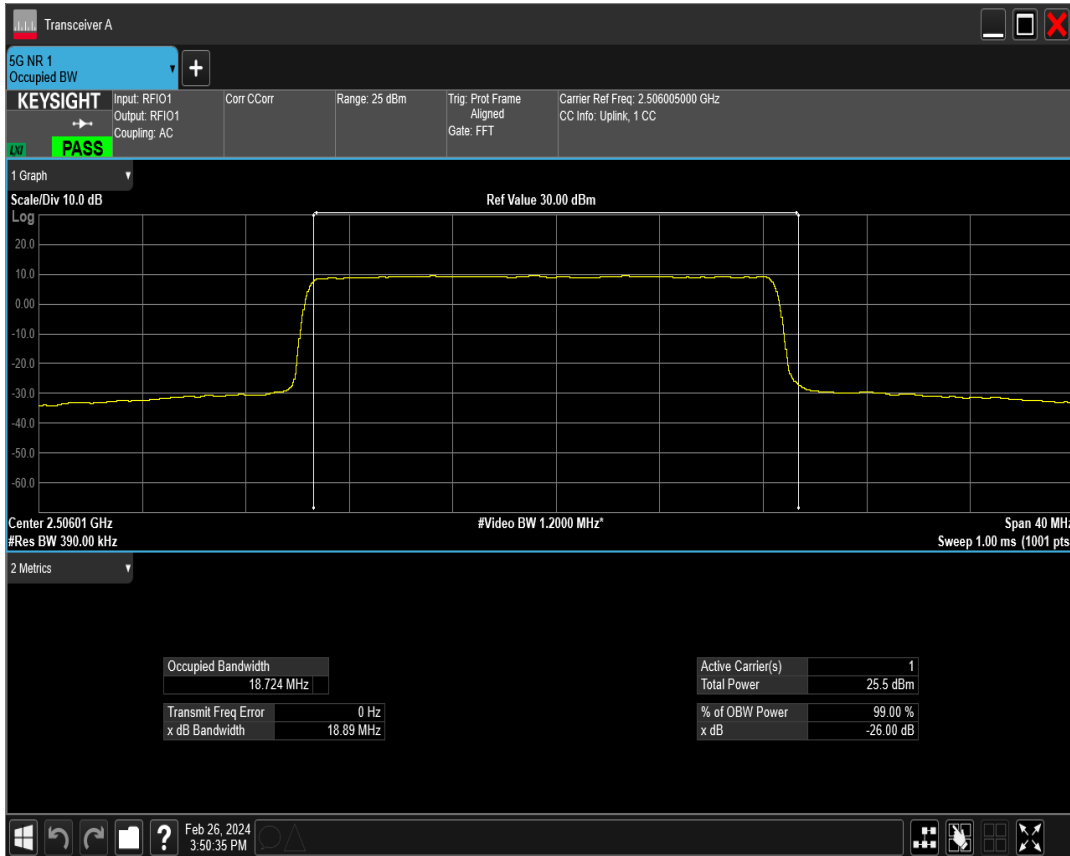 Transceiver A
5G NR 1
Occupied BW
+
KEYSIGHT
LXI
PASS
Input: RFIO1
Output: RFIO1
Coupling: AC
Corr CCorr
Range: 25 dBm
Trig: Prot Frame
Aligned
Gate: FFT
Carrier Ref Freq: 2.506005000 GHz
CC Info: Uplink, 1 CC
1 Graph
Scale/Div 10.0 dB
Ref Value 30.00 dBm
Log
20.0
10.0
0.00
-10.0
-20.0
-30.0
-40.0
-50.0
-60.0
Center 2.50601 GHz
#Video BW 1.2000 MHz*
Span 40 MHz
#Res BW 390.00 kHz
Sweep 1.00 ms (1001 pts
2 Metrics
Occupied Bandwidth
18.724 MHz
Transmit Freq Error 0 Hz
x dB Bandwidth 18.89 MHz
Active Carrier(s) 1
Total Power 25.5 dBm
% of OBW Power 99.00 %
x dB -26.00 dB
?
Feb 26, 2024
3:50:35 PM